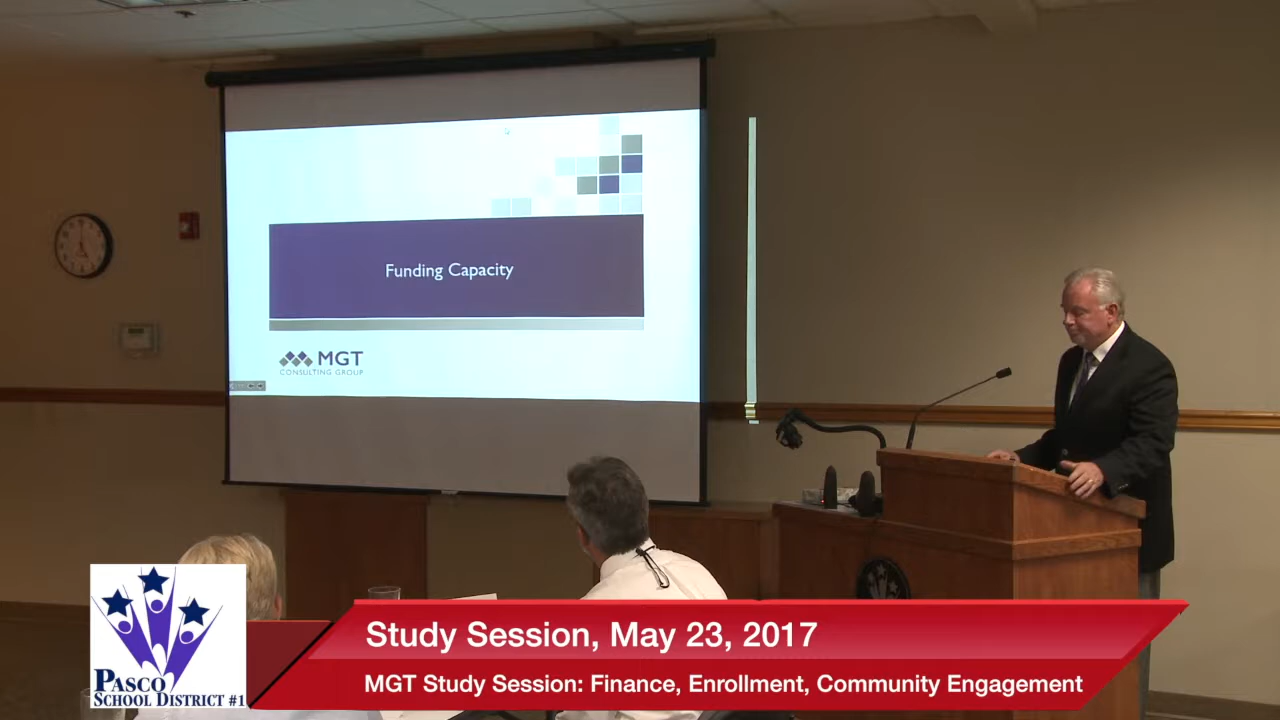 Funding Capacity
MGT
CONSULTING GROUP
Study Session, May 23, 2017
MGT Study Session: Finance, Enrollment, Community Engagement
PASCO
SCHOOL DISTRICT #1